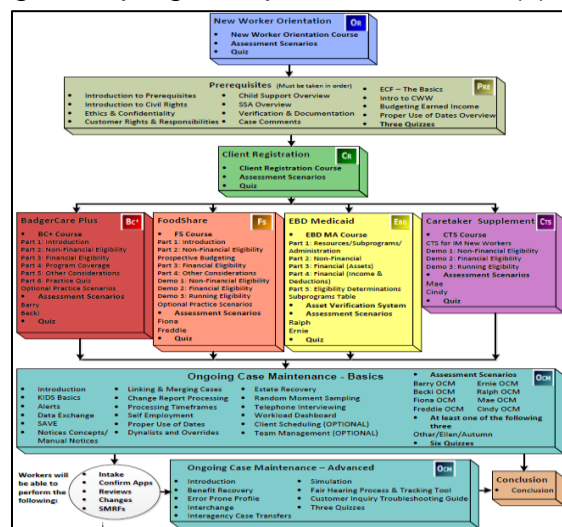 New Worker Orientation
OR
• New Worker Orientation Course
• Assessment Scenarios
• Quiz
Prerequisites (Must be taken in order)
PRE
• Introduction to Prerequisites
• Introduction to Civil Rights
• Ethics & Confidentiality
• Customer Rights & Responsibilities
• Child Support Overview
• SSA Overview
• Verification & Documentation
• Case Comments
• ECF – The Basics
• Intro to CWW
• Budgeting Earned Income
• Proper Use of Dates Overview
• Three Quizzes
Client Registration
CR
• Client Registration Course
• Assessment Scenarios
• Quiz
BadgerCare Plus
BC+
• BC+ Course
Part 1: Introduction
Part 2: Non-Financial Eligibility
Part 3: Financial Eligibility
Part 4: Program Coverage
Part 5: Other Considerations
Part 6: Practice Quiz
Optional Practice Scenarios
• Assessment Scenarios
Barry
Becki
• Quiz
FoodShare
FS
• FS Course
Part 1: Introduction
Part 2: Non-Financial Eligibility
Prospective Budgeting
Part 3: Financial Eligibility
Part 4: Other Considerations
Demo 1: Non-Financial Eligibility
Demo 2: Financial Eligibility
Demo 3: Running Eligibility
Optional Practice Scenarios
• Assessment Scenarios
Fiona
Freddie
• Quiz
EBD Medicaid
EBD
• EBD MA Course
Part 1: Resources/Subprograms/
Administration
Part 2: Non-Financial
Part 3: Financial (Assets)
Part 4: Financial (Income &
Deductions)
Part 5: Eligibility Determinations
Subprograms Table
• Asset Verification System
• Assessment Scenarios
Ralph
Ernie
• Quiz
Caretaker Supplement
CTS
• CTS Course
CTS for IM New Workers
Demo 1: Non-Financial Eligibility
Demo 2: Financial Eligibility
Demo 3: Running Eligibility
• Assessment Scenarios
Mae
Cindy
• Quiz
Ongoing Case Maintenance - Basics
OCM
• Introduction
• KIDS Basics
• Alerts
• Data Exchange
• SAVE
• Notices Concepts/
Manual Notices
• Linking & Merging Cases
• Change Report Processing
• Processing Timeframes
• Self Employment
• Proper Use of Dates
• Dynalists and Overrides
• Estate Recovery
• Random Moment Sampling
• Telephone Interviewing
• Workload Dashboard
• Client Scheduling (OPTIONAL)
• Team Management (OPTIONAL)
• Assessment Scenarios
Barry OCM Ernie OCM
Becki OCM Ralph OCM
Fiona OCM Mae OCM
Freddie OCM Cindy OCM
• At least one of the following
three
Othar/Ellen/Autumn
• Six Quizzes
Workers will
be able to
perform the
following:
• Intake
• Confirm Apps
• Reviews
• Changes
• SMRFs
Ongoing Case Maintenance – Advanced
OCM
• Introduction
• Benefit Recovery
• Error Prone Profile
• Interchange
• Interagency Case Transfers
• Simulation
• Fair Hearing Process & Tracking Tool
• Customer Inquiry Troubleshooting Guide
• Three Quizzes
Conclusion
• Conclusion